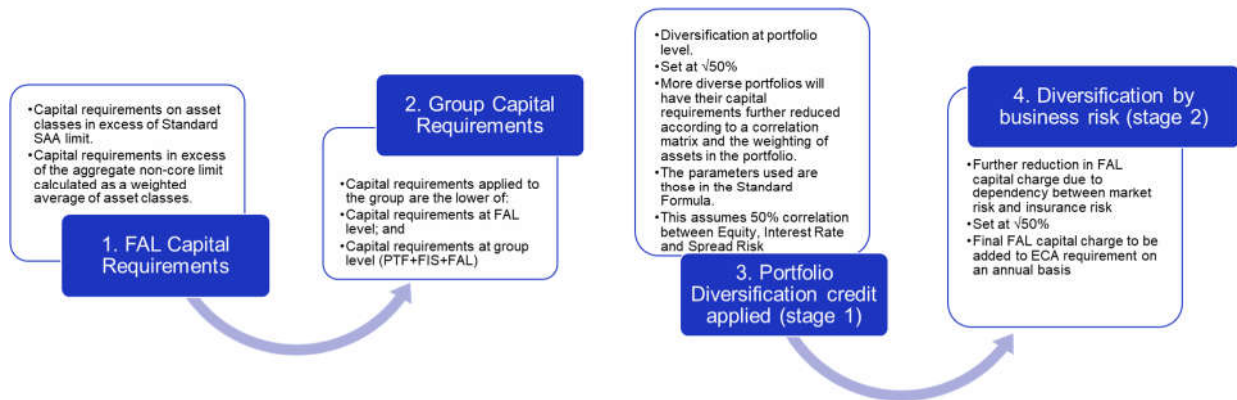 •Capital requirements on asset
classes in excess of Standard
SAA limit.
•Capital requirements in excess
of the aggregate non-core limit
calculated as a weighted
average of asset classes.
1. FAL Capital
Requirements
2. Group Capital
Requirements
•Capital requirements applied to
the group are the lower of:
•Capital requirements at FAL
level; and
•Capital requirements at group
level (PTF+FIS+FAL)
•Diversification at portfolio
level.
•Set at √50%
•More diverse portfolios will
have their capital
requirements further reduced
according to a correlation
matrix and the weighting of
assets in the portfolio.
•The parameters used are
those in the Standard
Formula.
•This assumes 50% correlation
between Equity, Interest Rate
and Spread Risk
3. Portfolio
Diversification credit
applied (stage 1)
4. Diversification by
business risk (stage 2)
•Further reduction in FAL
capital charge due to
dependency between market
risk and insurance risk
•Set at √50%
•Final FAL capital charge to be
added to ECA requirement on
an annual basis